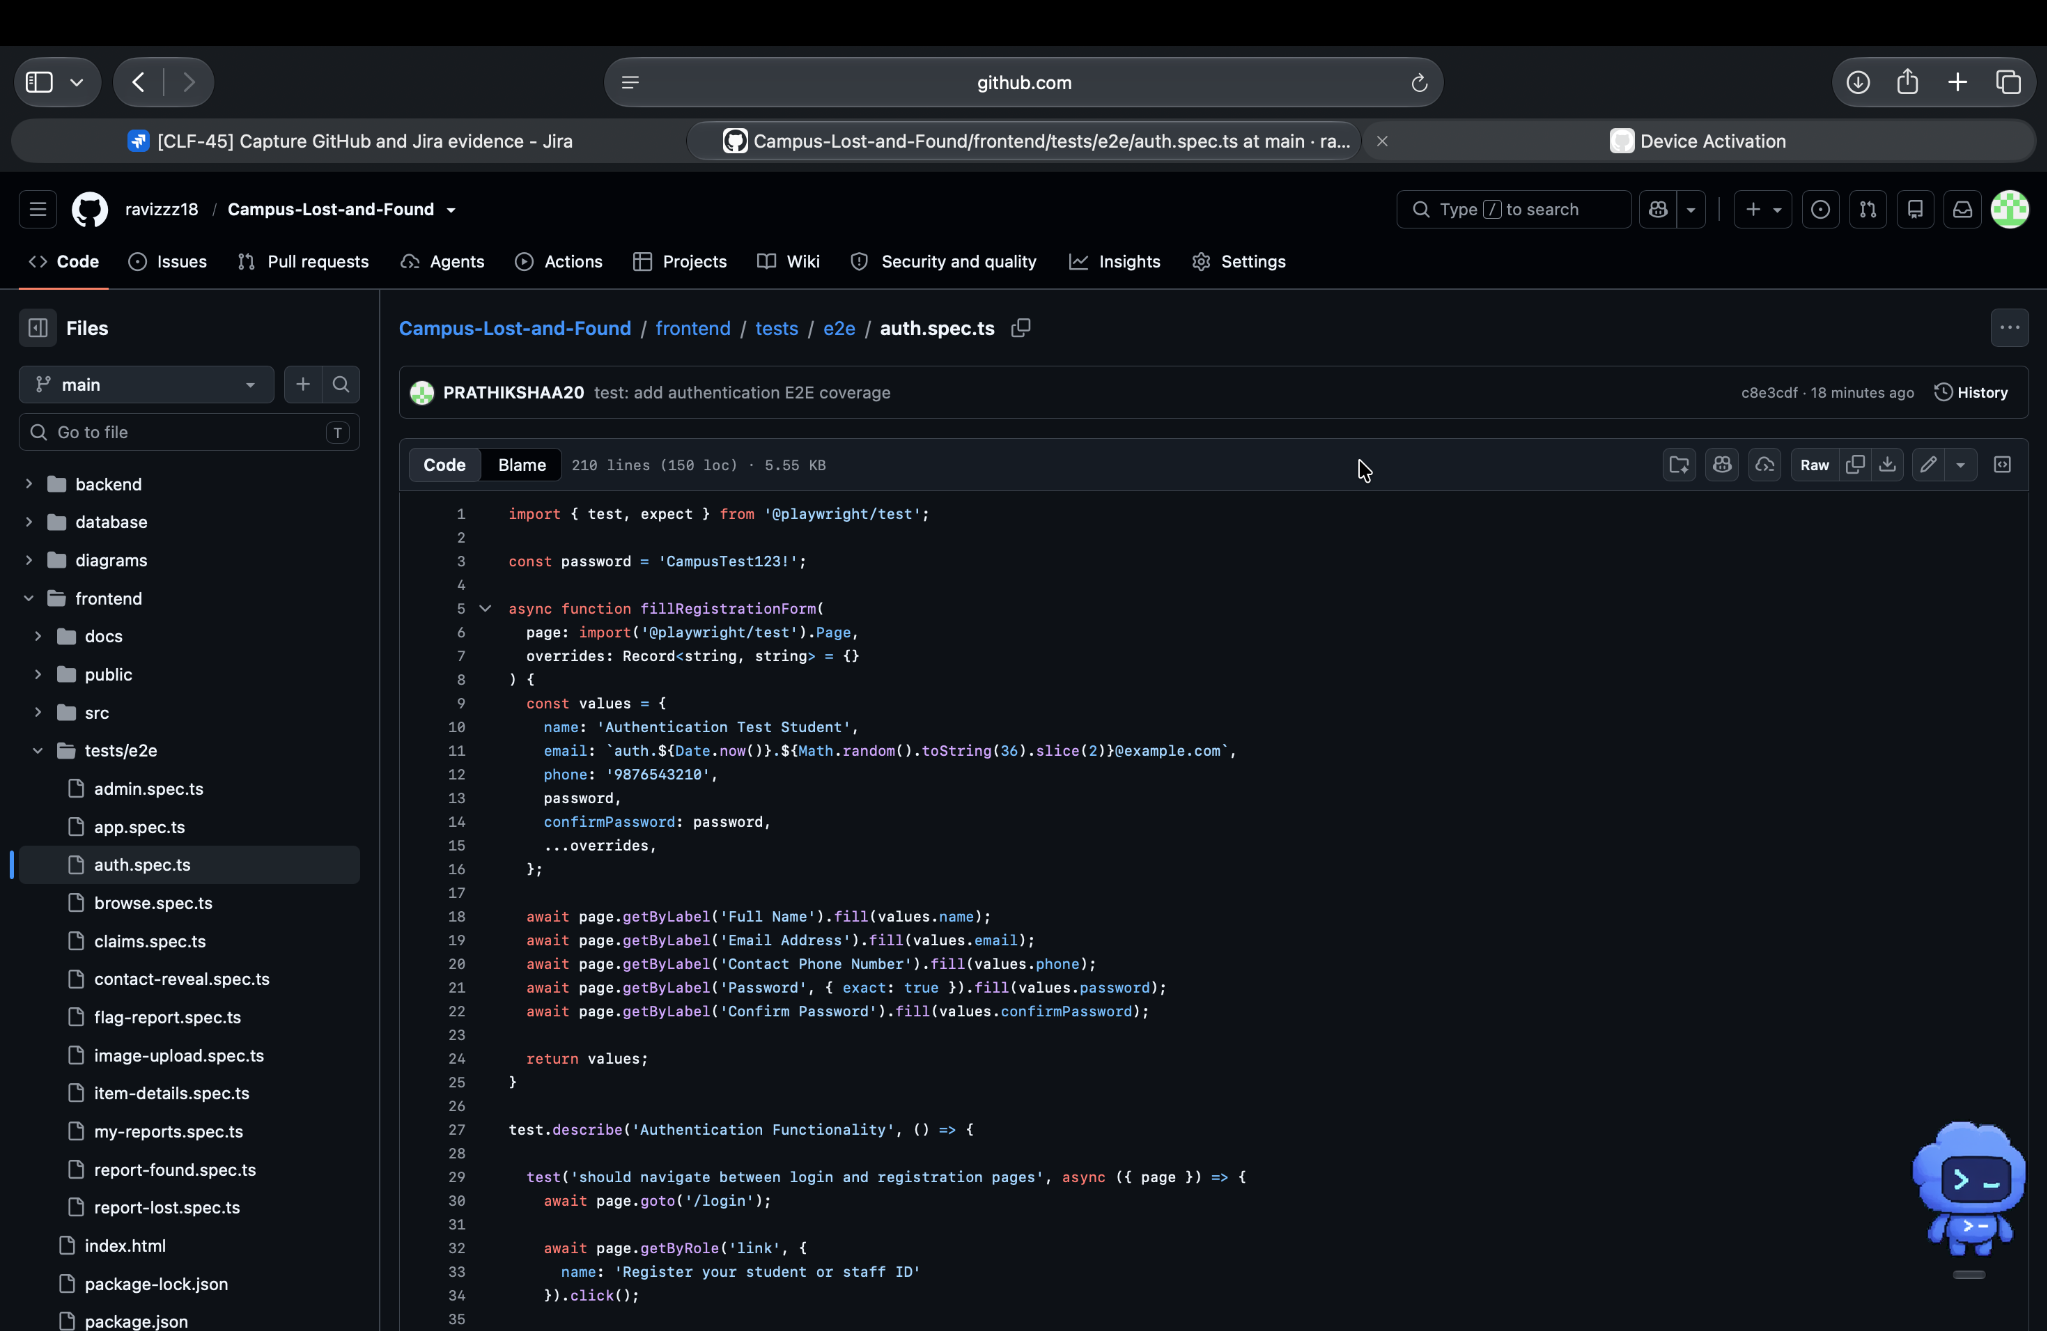 github.com
[CLF-45] Capture GitHub and Jira evidence - Jira
Campus-Lost-and-Found/frontend/tests/e2e/auth.spec.ts at main · ra...
Device Activation
ravizzz18 / Campus-Lost-and-Found
Type / to search
Code
Issues
Pull requests
Agents
Actions
Projects
Wiki
Security and quality
Insights
Settings
Files
main
Go to file
T
backend
database
diagrams
frontend
docs
public
src
tests/e2e
admin.spec.ts
app.spec.ts
auth.spec.ts
browse.spec.ts
claims.spec.ts
contact-reveal.spec.ts
flag-report.spec.ts
image-upload.spec.ts
item-details.spec.ts
my-reports.spec.ts
report-found.spec.ts
report-lost.spec.ts
index.html
package-lock.json
package.json
Campus-Lost-and-Found / frontend / tests / e2e / auth.spec.ts
PRATHIKSHAA20 test: add authentication E2E coverage
c8e3cdf · 18 minutes ago
History
Code
Blame
210 lines (150 loc) · 5.55 KB
Raw
1 import { test, expect } from '@playwright/test';
2
3 const password = 'CampusTest123!';
4
5 async function fillRegistrationForm(
6 page: import('@playwright/test').Page,
7 overrides: Record<string, string> = {}
8 ) {
9 const values = {
10 name: 'Authentication Test Student',
11 email: `auth.${Date.now()}.${Math.random().toString(36).slice(2)}@example.com`,
12 phone: '9876543210',
13 password,
14 confirmPassword: password,
15 ...overrides,
16 };
17
18 await page.getByLabel('Full Name').fill(values.name);
19 await page.getByLabel('Email Address').fill(values.email);
20 await page.getByLabel('Contact Phone Number').fill(values.phone);
21 await page.getByLabel('Password', { exact: true }).fill(values.password);
22 await page.getByLabel('Confirm Password').fill(values.confirmPassword);
23
24 return values;
25 }
26
27 test.describe('Authentication Functionality', () => {
28
29 test('should navigate between login and registration pages', async ({ page }) => {
30 await page.goto('/login');
31
32 await page.getByRole('link', {
33 name: 'Register your student or staff ID'
34 }).click();
35